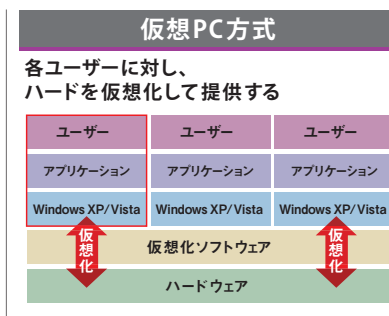 仮想PC方式
各ユーザーに対し、
ハードを仮想化して提供する
ユーザー ユーザー ユーザー
アプリケーション アプリケーション アプリケーション
Windows XP/Vista Windows XP/Vista Windows XP/Vista
仮想化 仮想化ソフトウェア 仮想化
ハードウェア